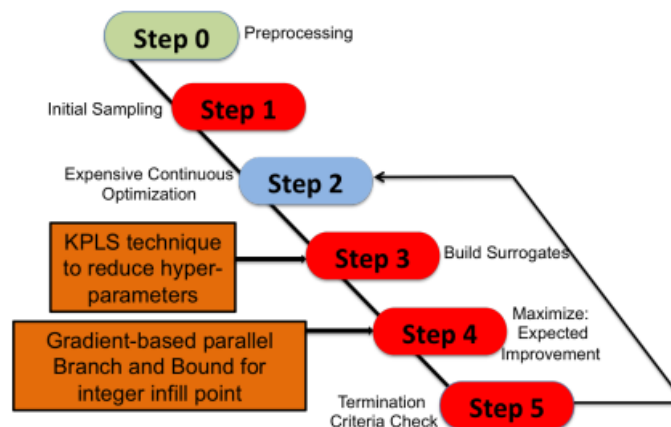 Step 0
Preprocessing
Initial Sampling
Step 1
Expensive Continuous
Optimization
Step 2
KPLS technique
to reduce hyper-
parameters
Step 3
Build Surrogates
Gradient-based parallel
Branch and Bound for
integer infill point
Step 4
Maximize:
Expected
Improvement
Termination
Criteria Check
Step 5